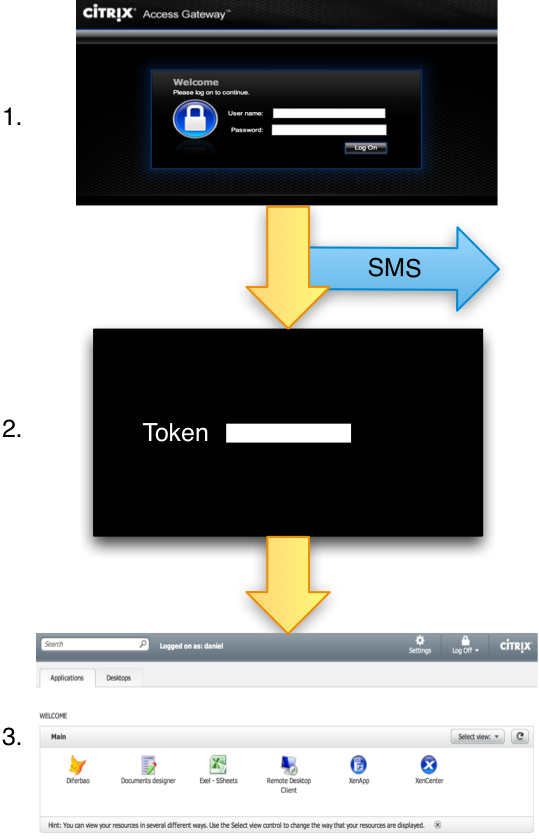 CITRIX Access Gateway™
1.
Welcome
Please log on to continue.
User name:
Password:
Log On
SMS
2.
Token
Search
Logged on as: daniel
Settings
Log Off
CITRIX
Applications
Desktops
WELCOME
3.
Main
Select view:
Diferbao
Documents designer
Exel - SSheets
Remote Desktop
Client
XenApp
XenCenter
Hint: You can view your resources in several different ways. Use the Select view control to change the way that your resources are displayed.